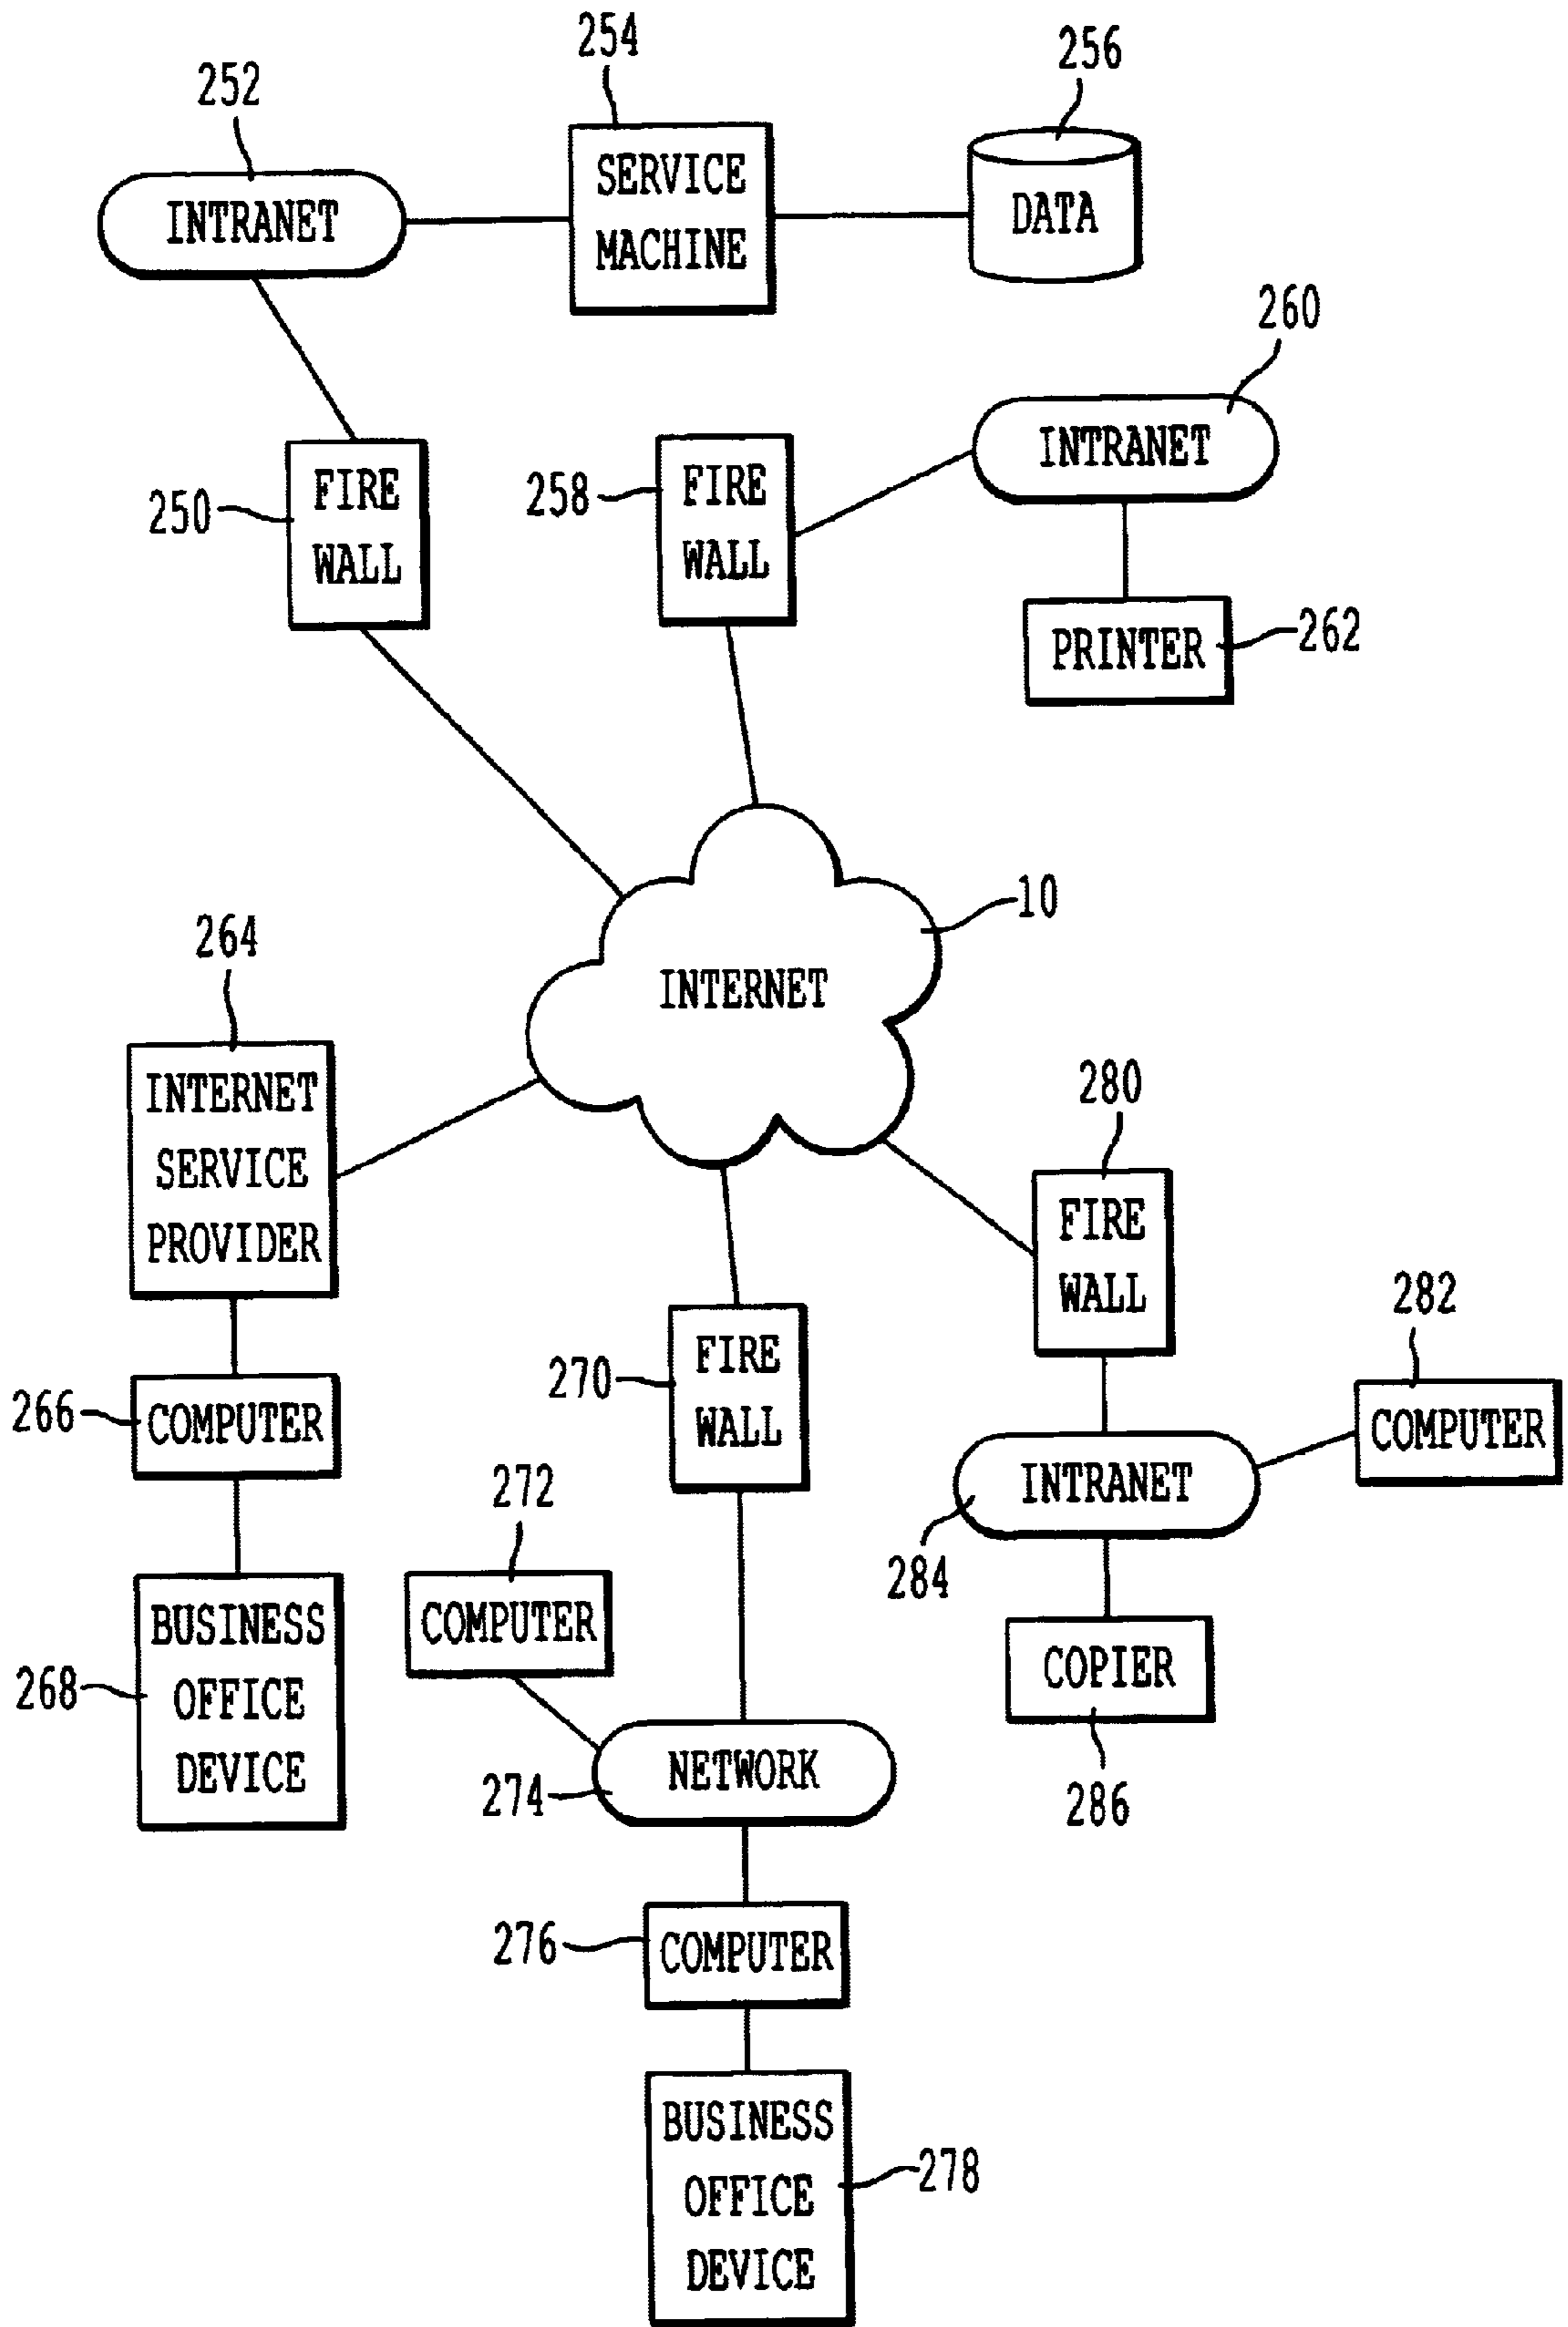 254
256
252
SERVICE
MACHINE
INTRANET
DATA
260
INTRANET
FIRE
WALL
250
FIRE
WALL
258
PRINTER
262
10
INTERNET
264
INTERNET
SERVICE
PROVIDER
280
FIRE
WALL
282
COMPUTER
266
COMPUTER
270
FIRE
WALL
INTRANET
284
272
COMPUTER
268
BUSINESS
OFFICE
DEVICE
COPIER
286
274
NETWORK
276
COMPUTER
BUSINESS
OFFICE
DEVICE
278